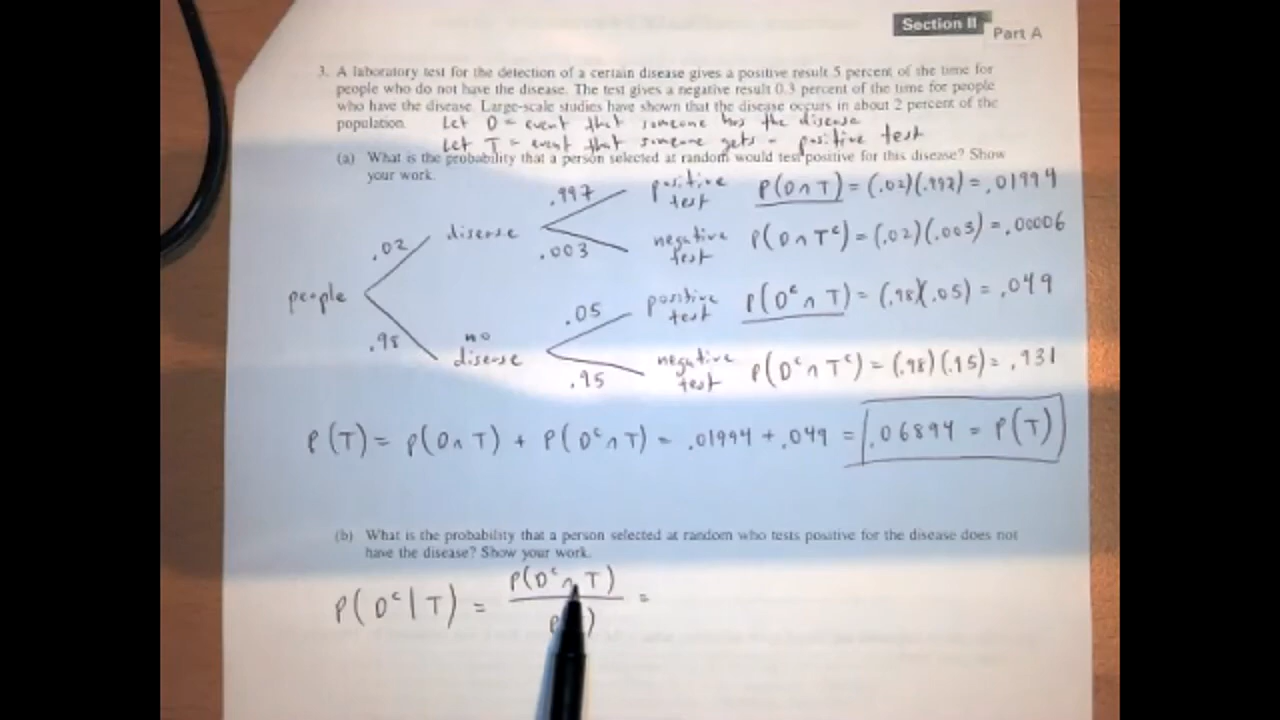 Section II
Part A
3. A laboratory test for the detection of a certain disease gives a positive result 5 percent of the time for
people who do not have the disease. The test gives a negative result 0.3 percent of the time for people
who have the disease. Large-scale studies have shown that the disease occurs in about 2 percent of the
population.
Let D = event that someone has the disease
Let T = event that someone gets a positive test
(a) What is the probability that a person selected at random would test positive for this disease? Show
your work.
people
.02
disease
.997
positive test
P(D∩T) = (.02)(.997) = .01994
.003
negative test
P(D∩Tᶜ) = (.02)(.003) = .00006
.98
no disease
.05
positive test
P(Dᶜ∩T) = (.98)(.05) = .049
.95
negative test
P(Dᶜ∩Tᶜ) = (.98)(.95) = .931
P(T) = P(D∩T) + P(Dᶜ∩T) = .01994 + .049 = .06894 = P(T)
(b) What is the probability that a person selected at random who tests positive for the disease does not
have the disease? Show your work.
P(Dᶜ|T) = P(Dᶜ∩T) =
P )